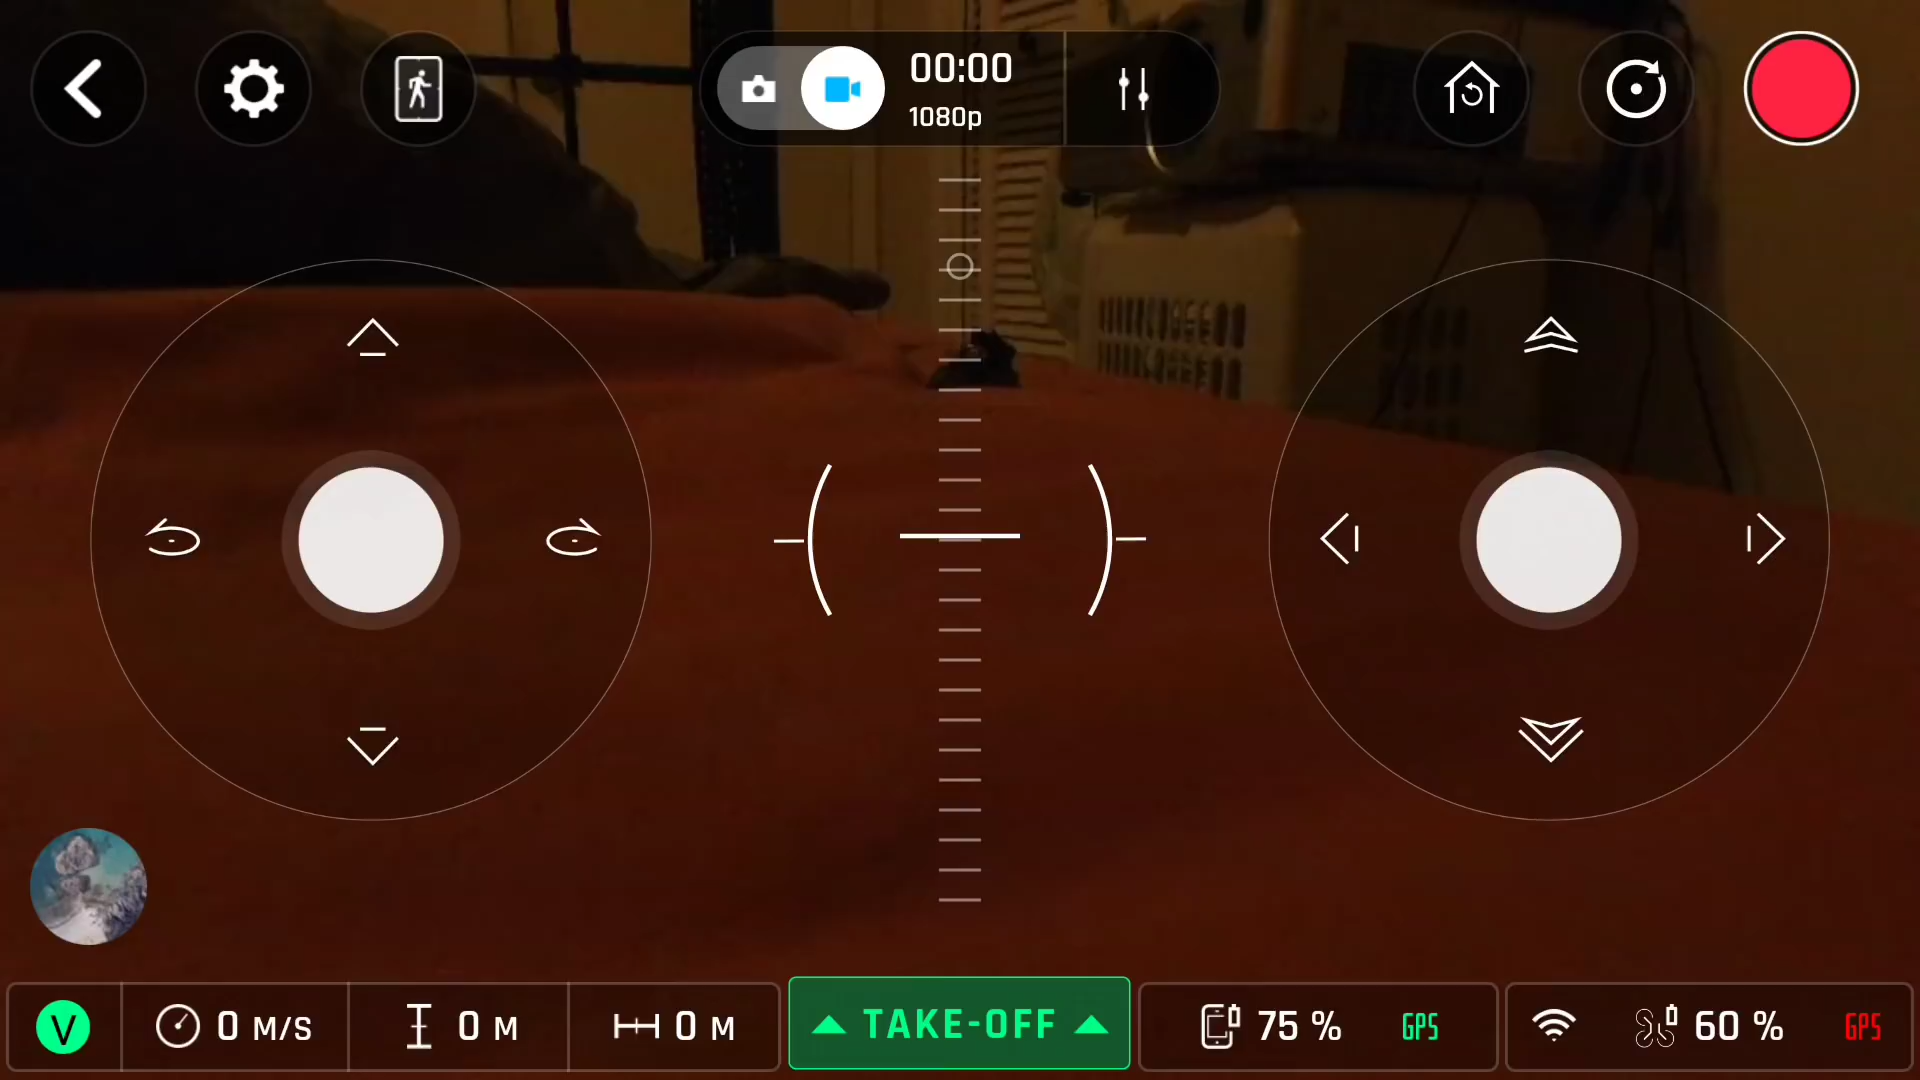 00:00
1080p
V
0 M/S
0 M
0 M
TAKE-OFF
75 %
GPS
60 %
GPS